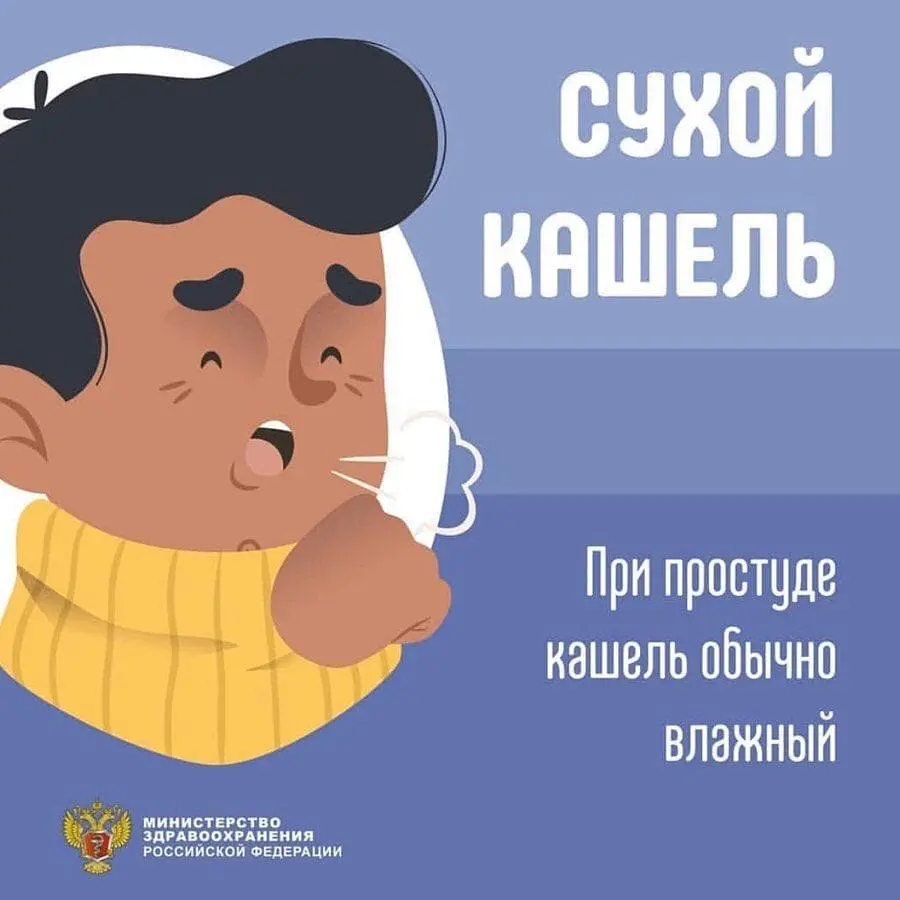 СУХОЙ
КАШЕЛЬ
При простуде
кашель обычно
влажный
МИНИСТЕРСТВО
ЗДРАВООХРАНЕНИЯ
РОССИЙСКОЙ ФЕДЕРАЦИИ